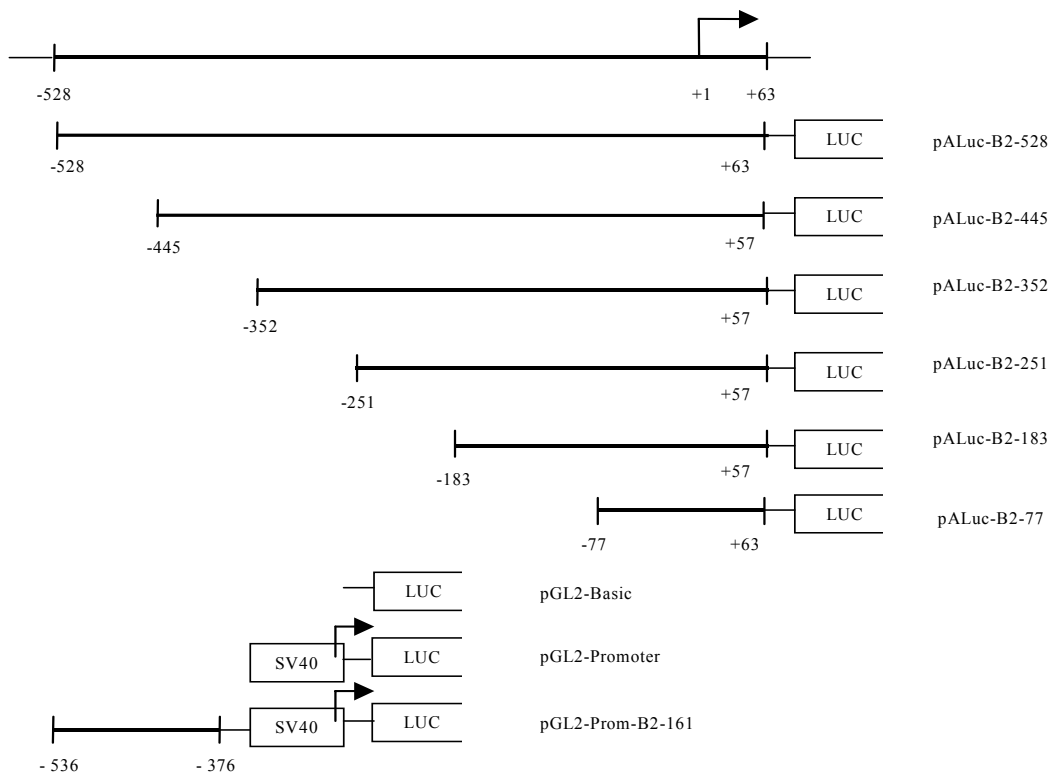 -528 +1 +63
LUC pALuc-B2-528
-528 +63
LUC pALuc-B2-445
-445 +57
LUC pALuc-B2-352
-352 +57
LUC pALuc-B2-251
-251 +57
LUC pALuc-B2-183
-183 +57
LUC pALuc-B2-77
-77 +63
LUC pGL2-Basic
SV40 LUC pGL2-Promoter
SV40 LUC pGL2-Prom-B2-161
- 536 - 376